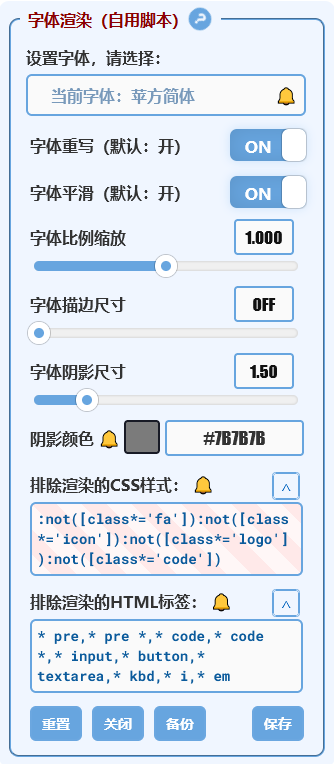 字体渲染（自用脚本）
设置字体，请选择：
当前字体：苹方简体
字体重写（默认：开） ON
字体平滑（默认：开） ON
字体比例缩放 1.000
字体描边尺寸 OFF
字体阴影尺寸 1.50
阴影颜色 #7B7B7B
排除渲染的CSS样式： ^
:not([class*='fa']):not([class
*='icon']):not([class*='logo']
):not([class*='code'])
排除渲染的HTML标签： ^
* pre,* pre *,* code,* code
*,* input,* button,*
textarea,* kbd,* i,* em
重置 关闭 备份 保存